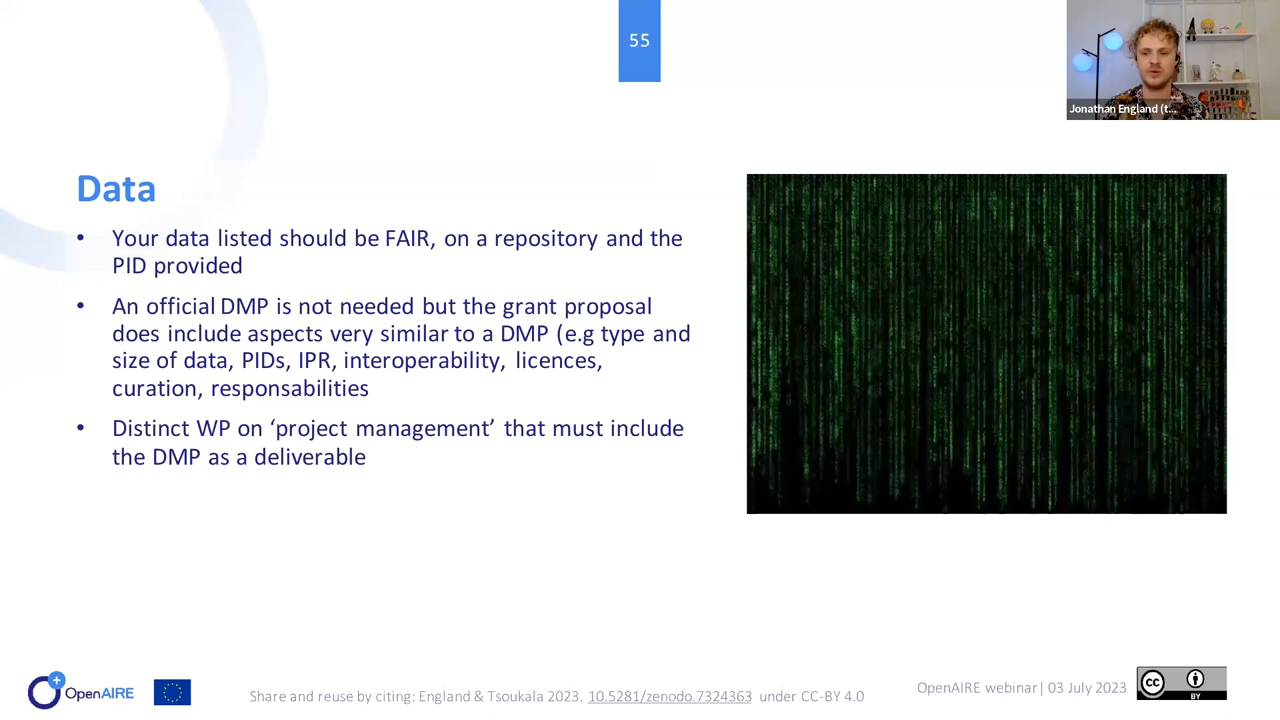 55
Jonathan England (t...
Data
• Your data listed should be FAIR, on a repository and the
PID provided
• An official DMP is not needed but the grant proposal
does include aspects very similar to a DMP (e.g type and
size of data, PIDs, IPR, interoperability, licences,
curation, responsabilities
• Distinct WP on ‘project management’ that must include
the DMP as a deliverable
OpenAIRE
Share and reuse by citing: England & Tsoukala 2023. 10.5281/zenodo.7324363 under CC-BY 4.0
OpenAIRE webinar| 03 July 2023
cc
BY